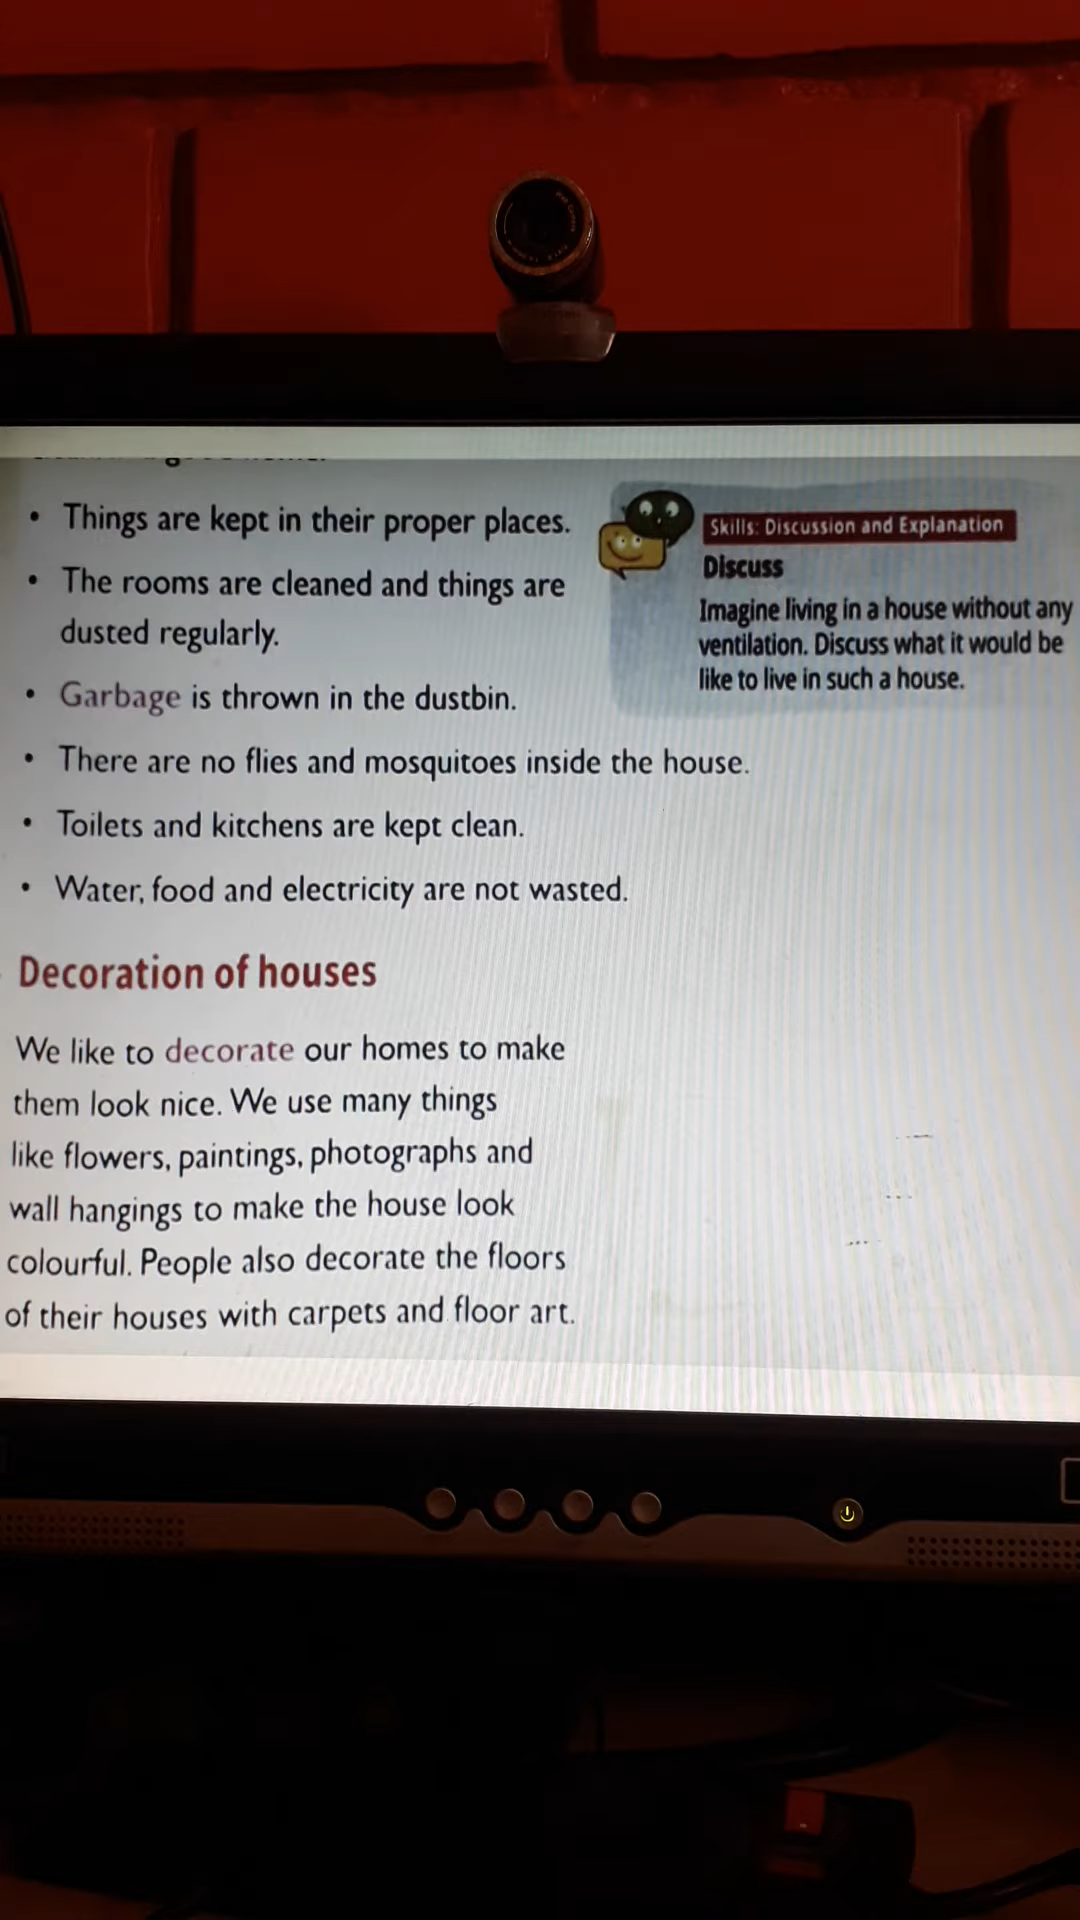 • Things are kept in their proper places.
• The rooms are cleaned and things are
dusted regularly.
• Garbage is thrown in the dustbin.
• There are no flies and mosquitoes inside the house.
• Toilets and kitchens are kept clean.
• Water, food and electricity are not wasted.
Skills: Discussion and Explanation
Discuss
Imagine living in a house without any
ventilation. Discuss what it would be
like to live in such a house.
Decoration of houses
We like to decorate our homes to make
them look nice. We use many things
like flowers, paintings, photographs and
wall hangings to make the house look
colourful. People also decorate the floors
of their houses with carpets and floor art.